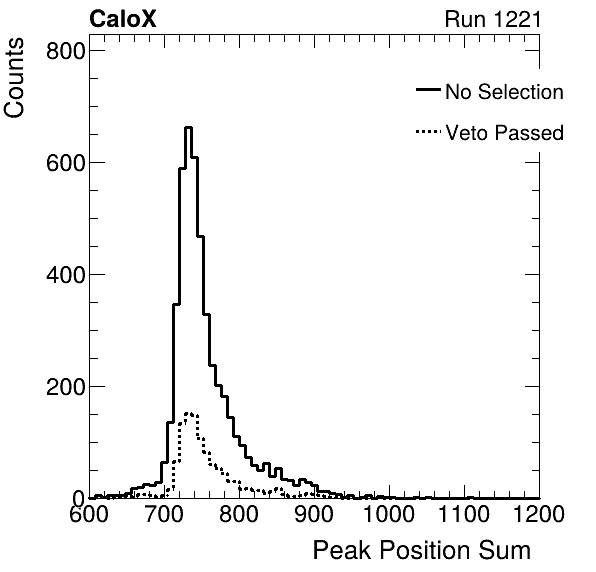 CaloX Run 1221
Counts
800
No Selection
Veto Passed
600
400
200
0
600 700 800 900 1000 1100 1200
Peak Position Sum